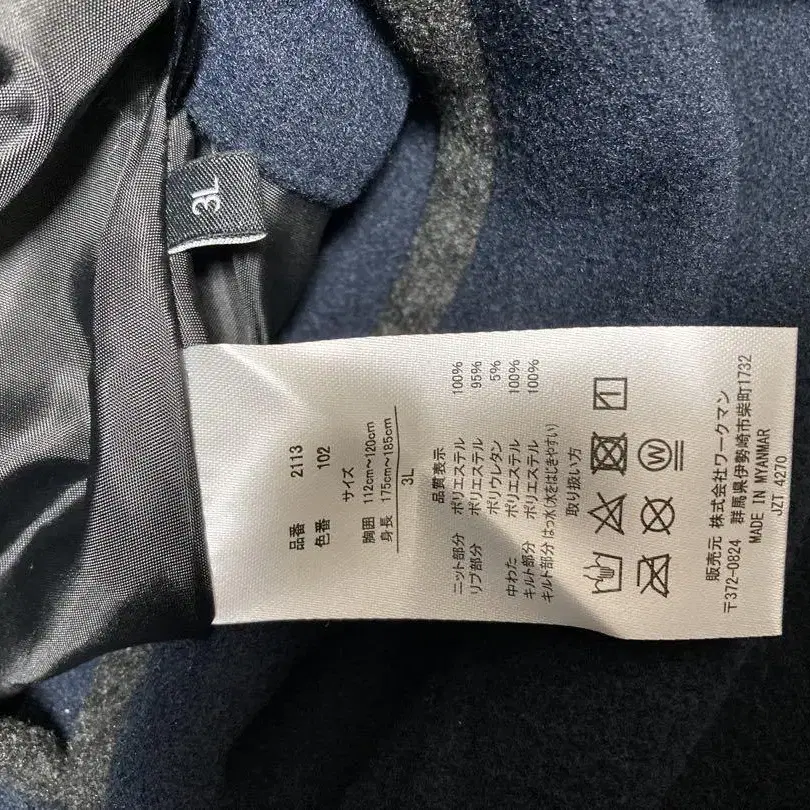 3L
品番 2113
色番 102
サイズ
胸囲 112cm~120cm
身長 175cm~185cm
3L
品質表示
ニット部分 ポリエステル 100%
リブ部分 ポリエステル 95%
ポリウレタン 5%
中わた ポリエステル 100%
キルト部分 ポリエステル 100%
キルト部分はっ水(水をはじきやすい)
取り扱い方
W
販売元 株式会社ワークマン
〒372-0824 群馬県伊勢崎市柴町1732
MADE IN MYANMAR
JZT 4270